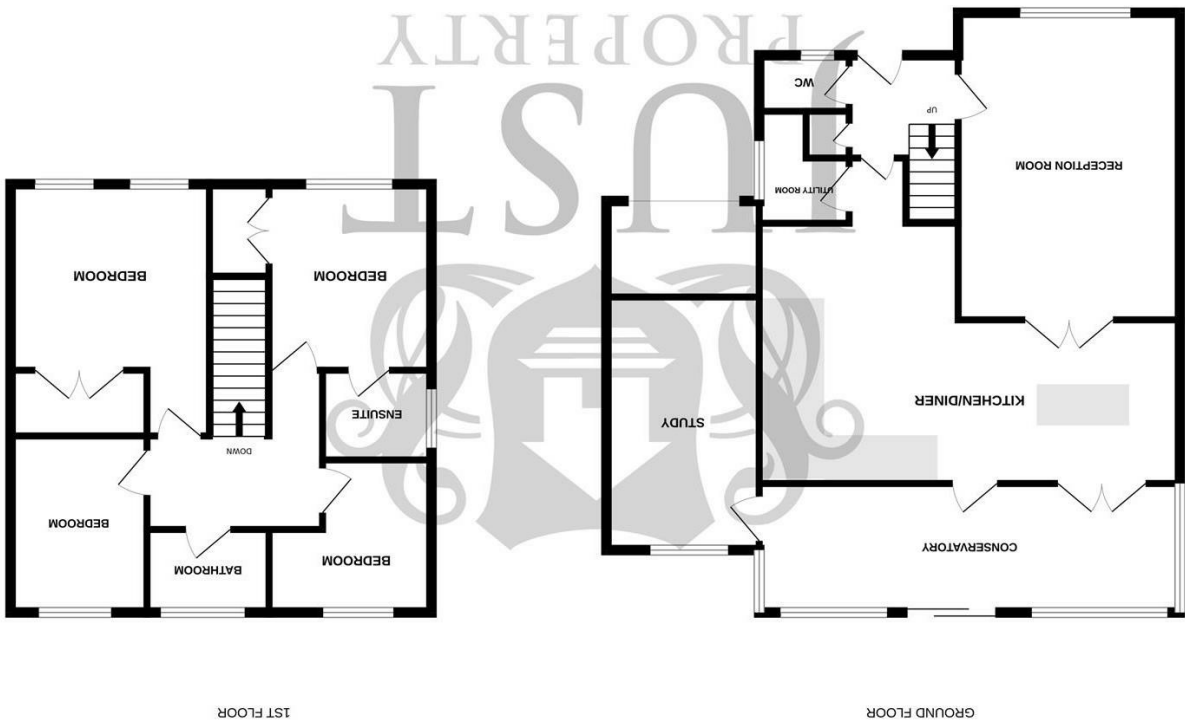 GROUND FLOOR
1ST FLOOR
CONSERVATORY
KITCHEN/DINER
STUDY
RECEPTION ROOM
UTILITY ROOM
UP
WC
BATHROOM
BEDROOM
BEDROOM
DOWN
ENSUITE
BEDROOM
BEDROOM
JUST
PROPERTY